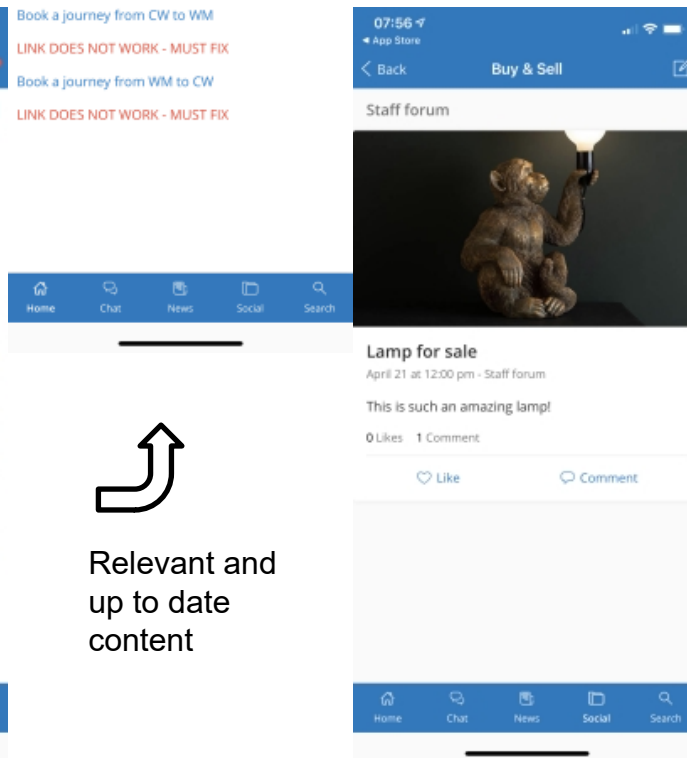 Book a journey from CW to WM
LINK DOES NOT WORK - MUST FIX
Book a journey from WM to CW
LINK DOES NOT WORK - MUST FIX
Home Chat News Social Search
Relevant and
up to date
content
07:56
App Store
Back Buy & Sell
Staff forum
Lamp for sale
April 21 at 12:00 pm - Staff forum
This is such an amazing lamp!
0 Likes 1 Comment
Like Comment
Home Chat News Social Search